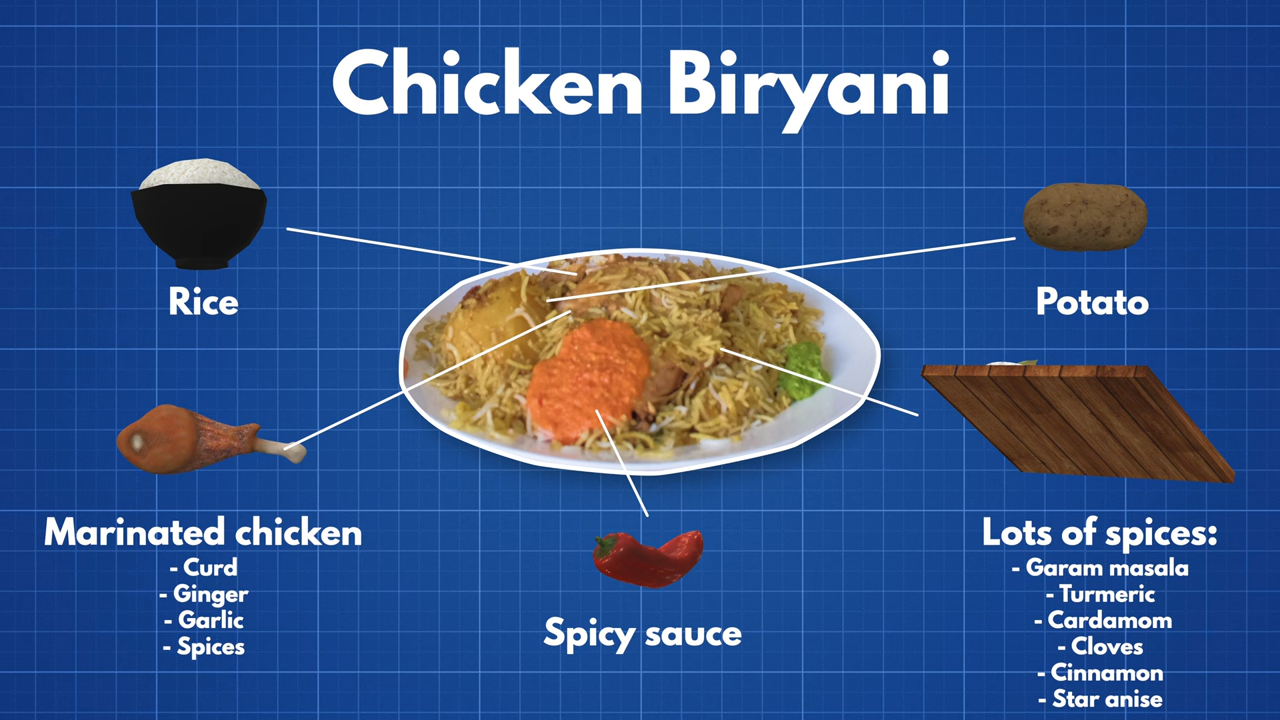 Chicken Biryani
Rice
Potato
Marinated chicken
- Curd
- Ginger
- Garlic
- Spices
Spicy sauce
Lots of spices:
- Garam masala
- Turmeric
- Cardamom
- Cloves
- Cinnamon
- Star anise